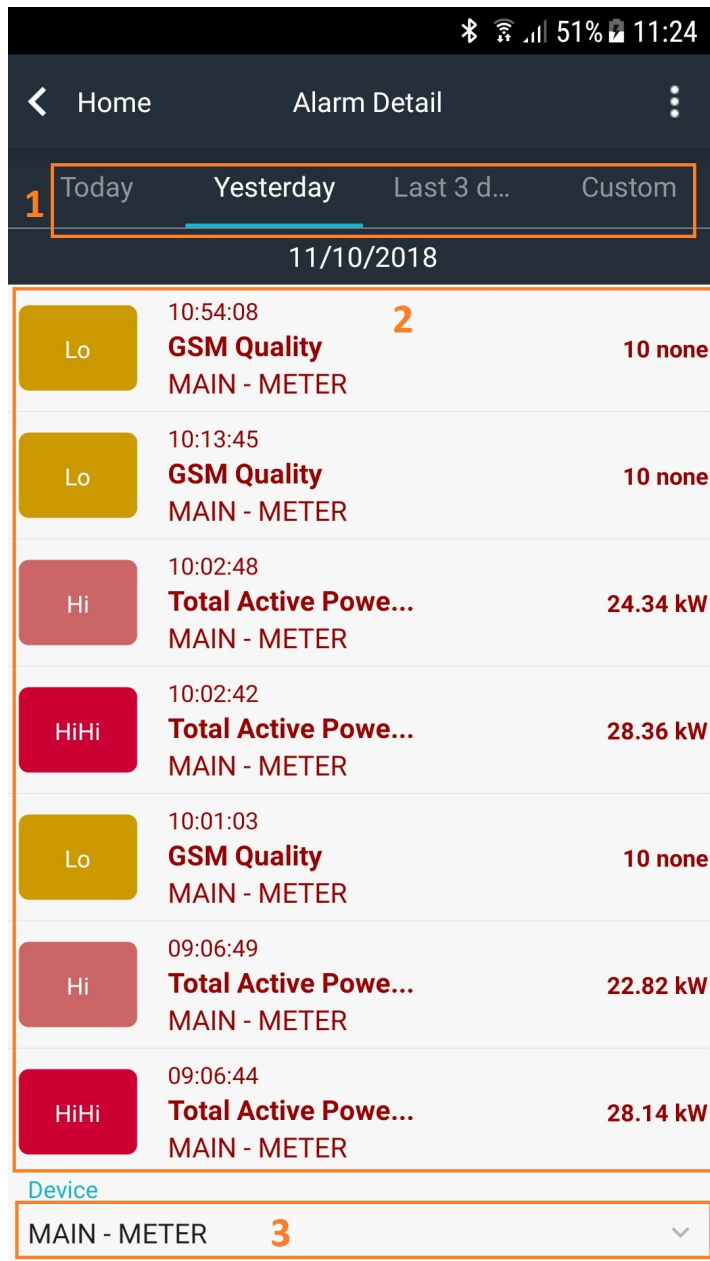 51% 11:24
Home Alarm Detail
1 Today Yesterday Last 3 d... Custom
11/10/2018
2
10:54:08
Lo GSM Quality 10 none
MAIN - METER
10:13:45
Lo GSM Quality 10 none
MAIN - METER
10:02:48
Hi Total Active Powe... 24.34 kW
MAIN - METER
10:02:42
HiHi Total Active Powe... 28.36 kW
MAIN - METER
10:01:03
Lo GSM Quality 10 none
MAIN - METER
09:06:49
Hi Total Active Powe... 22.82 kW
MAIN - METER
09:06:44
HiHi Total Active Powe... 28.14 kW
MAIN - METER
Device
MAIN - METER 3